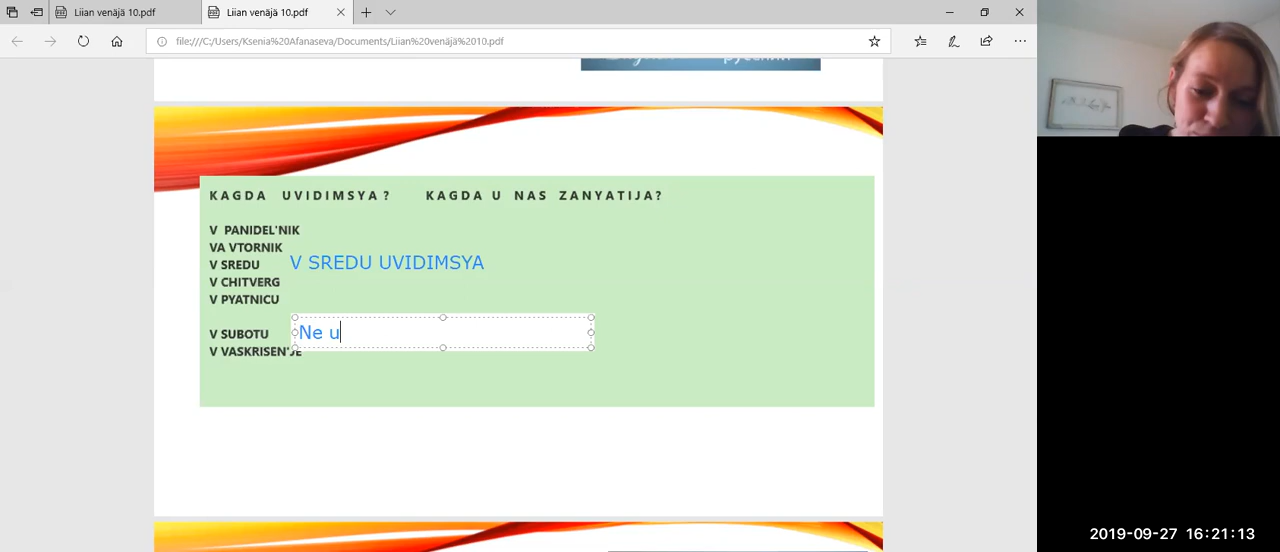 Liian venäjä 10.pdf
Liian venäjä 10.pdf
file:///C:/Users/Ksenia%20Afanaseva/Documents/Liian%20venäjä%2010.pdf
русский
KAGDA UVIDIMSYA? KAGDA U NAS ZANYATIJA?
V PANIDEL'NIK
VA VTORNIK
V SREDU V SREDU UVIDIMSYA
V CHITVERG
V PYATNICU
V SUBOTU Ne u
V VASKRISEN'JE
2019-09-27 16:21:13